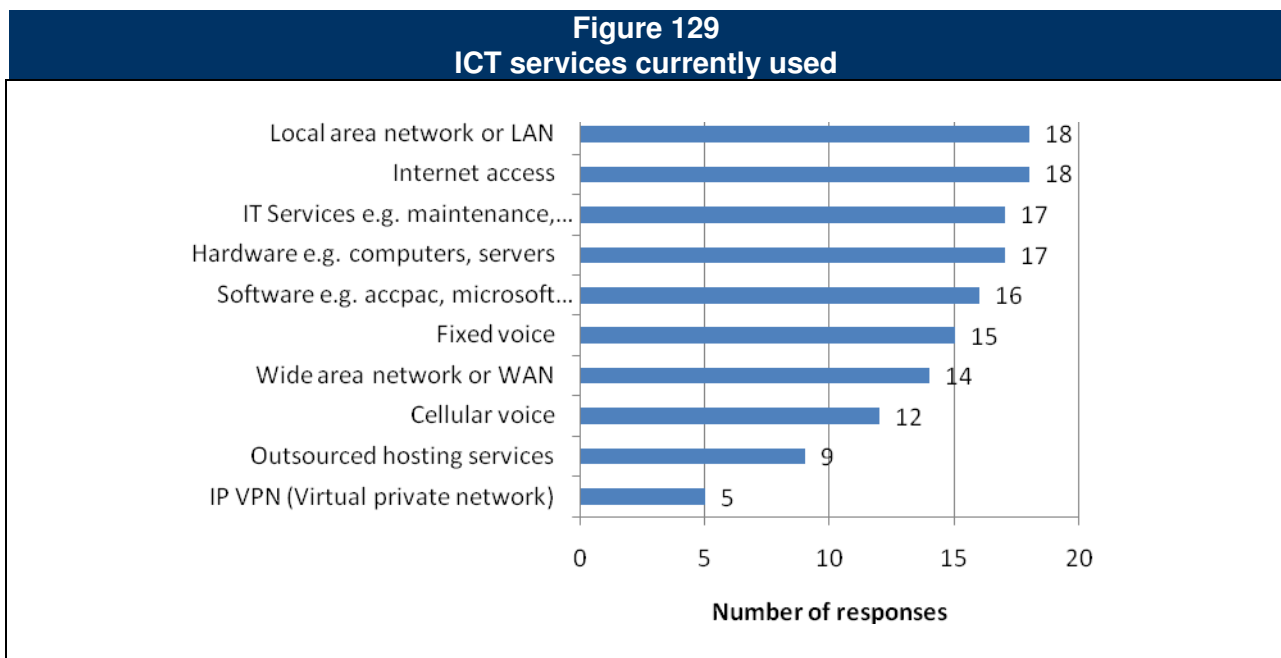 Figure 129
ICT services currently used
Local area network or LAN 18
Internet access 18
IT Services e.g. maintenance,... 17
Hardware e.g. computers, servers 17
Software e.g. accpac, microsoft... 16
Fixed voice 15
Wide area network or WAN 14
Cellular voice 12
Outsourced hosting services 9
IP VPN (Virtual private network) 5
0 5 10 15 20
Number of responses